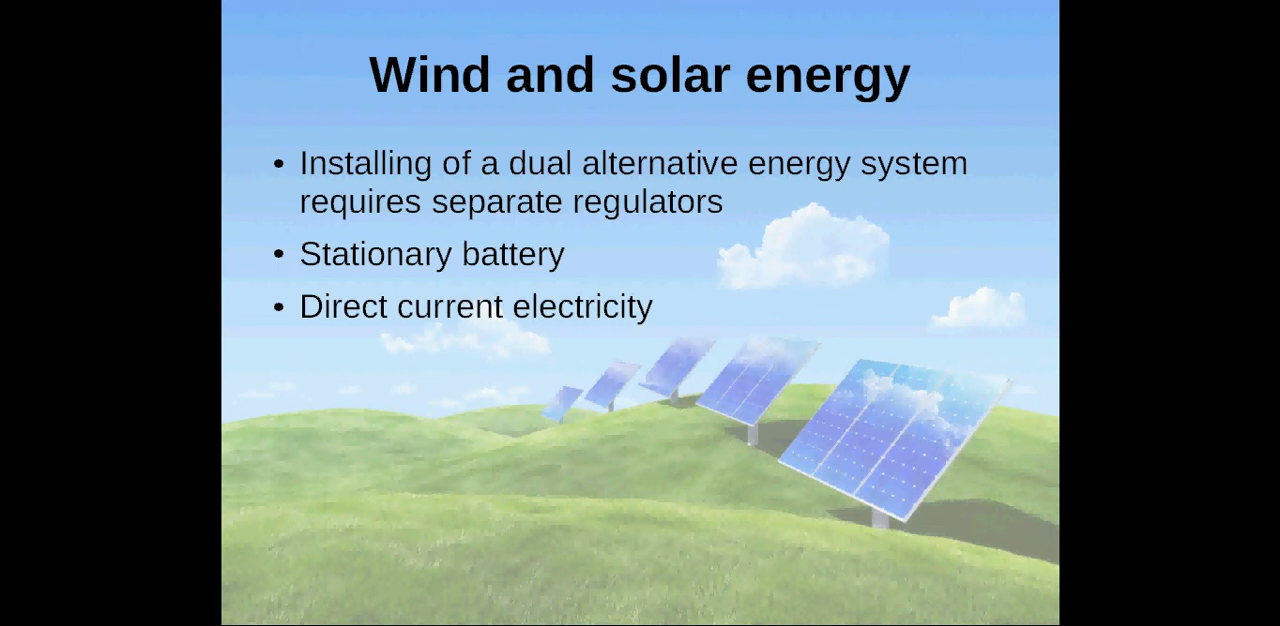 Wind and solar energy
• Installing of a dual alternative energy system
requires separate regulators
• Stationary battery
• Direct current electricity